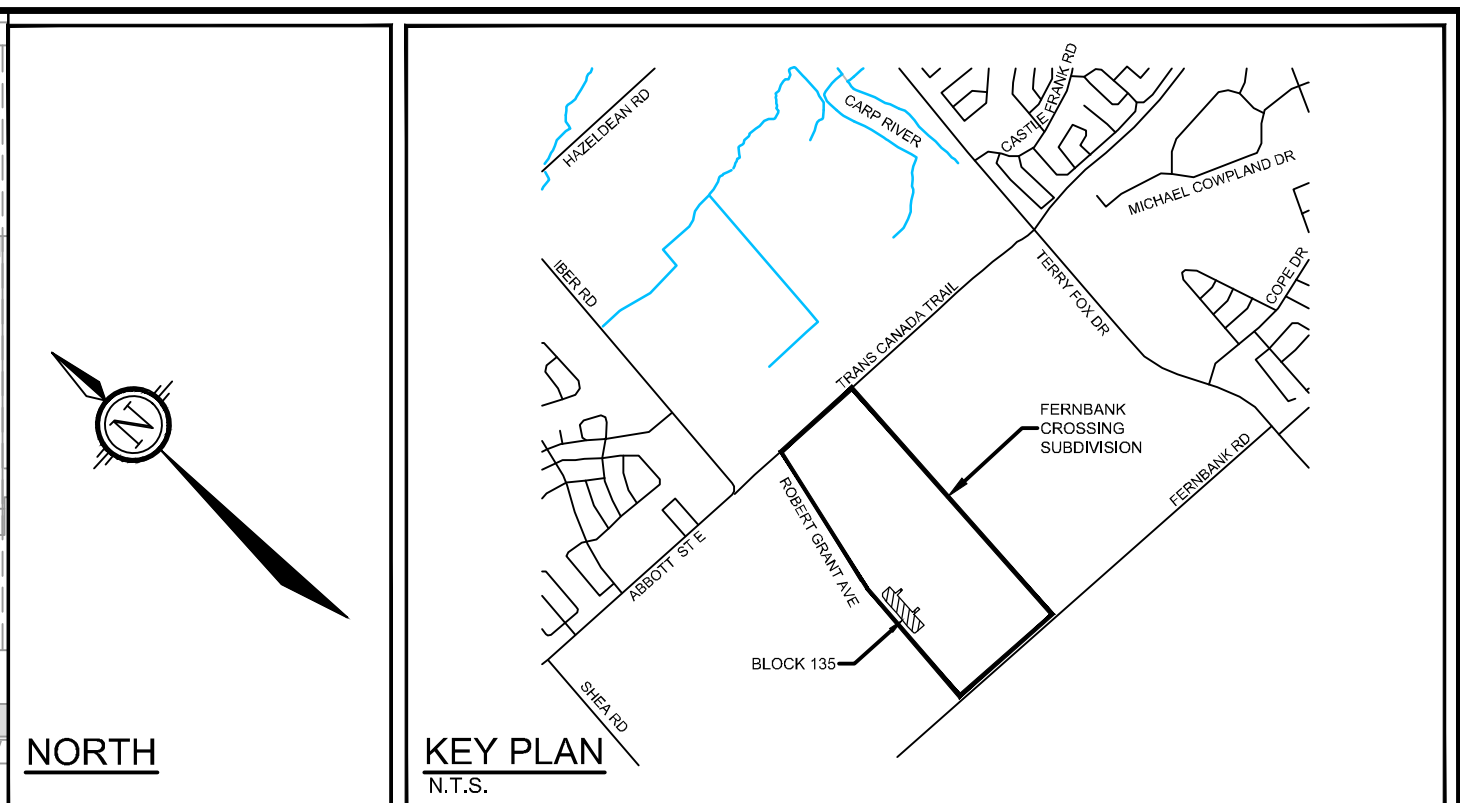 N
NORTH
HAZELDEAN RD
CARP RIVER
CASTLE FRANK RD
MICHAEL COWPLAND DR
IBER RD
TERRY FOX DR
COPE DR
TRANS CANADA TRAIL
FERNBANK
CROSSING
SUBDIVISION
FERNBANK RD
ROBERT GRANT AVE
ABBOTT ST E
BLOCK 135
SHEA RD
KEY PLAN
N.T.S.